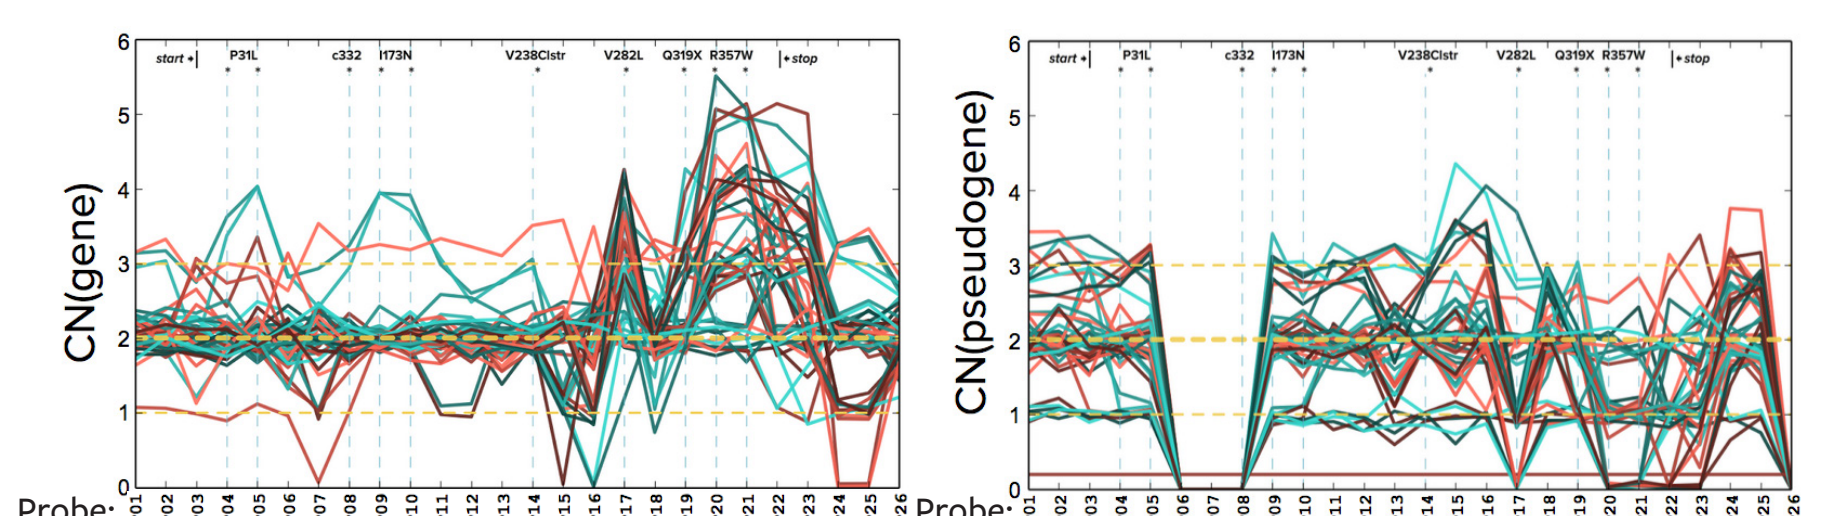 CN(gene)
6
5
4
3
2
1
0
start P31L c332 I173N V238Clstr V282L Q319X R357W stop
* * * * * * * * * *
Probe: 01 02 03 04 05 06 07 08 09 10 11 12 13 14 15 16 17 18 19 20 21 22 23 24 25 26
CN(pseudogene)
6
5
4
3
2
1
0
start P31L c332 I173N V238Clstr V282L Q319X R357W stop
* * * * * * * * * *
Probe: 01 02 03 04 05 06 07 08 09 10 11 12 13 14 15 16 17 18 19 20 21 22 23 24 25 26